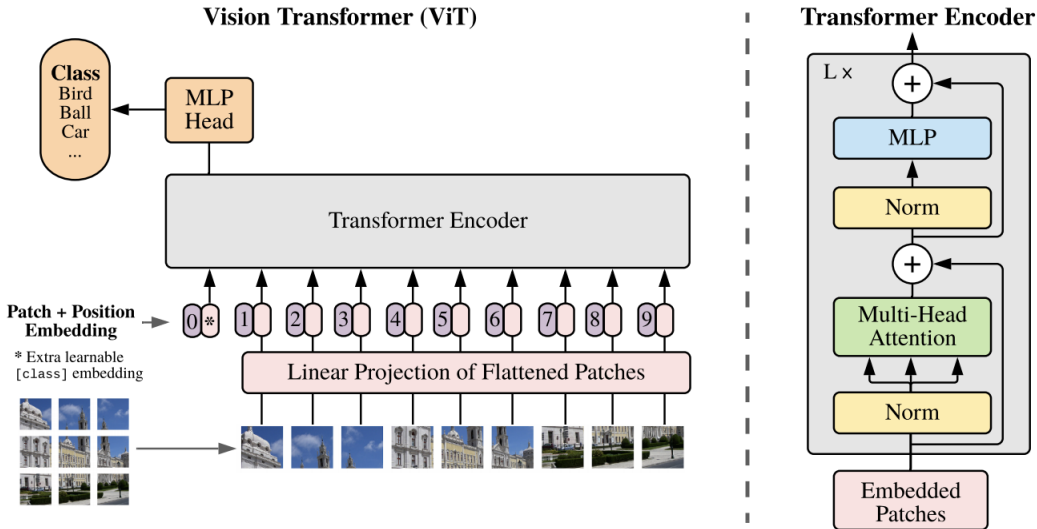 Vision Transformer (ViT)
Class
Bird
Ball
Car
...
MLP
Head
Transformer Encoder
Patch + Position
Embedding
0 * 1 2 3 4 5 6 7 8 9
* Extra learnable
[class] embedding
Linear Projection of Flattened Patches
Transformer Encoder
L ×
+
MLP
Norm
+
Multi-Head
Attention
Norm
Embedded
Patches